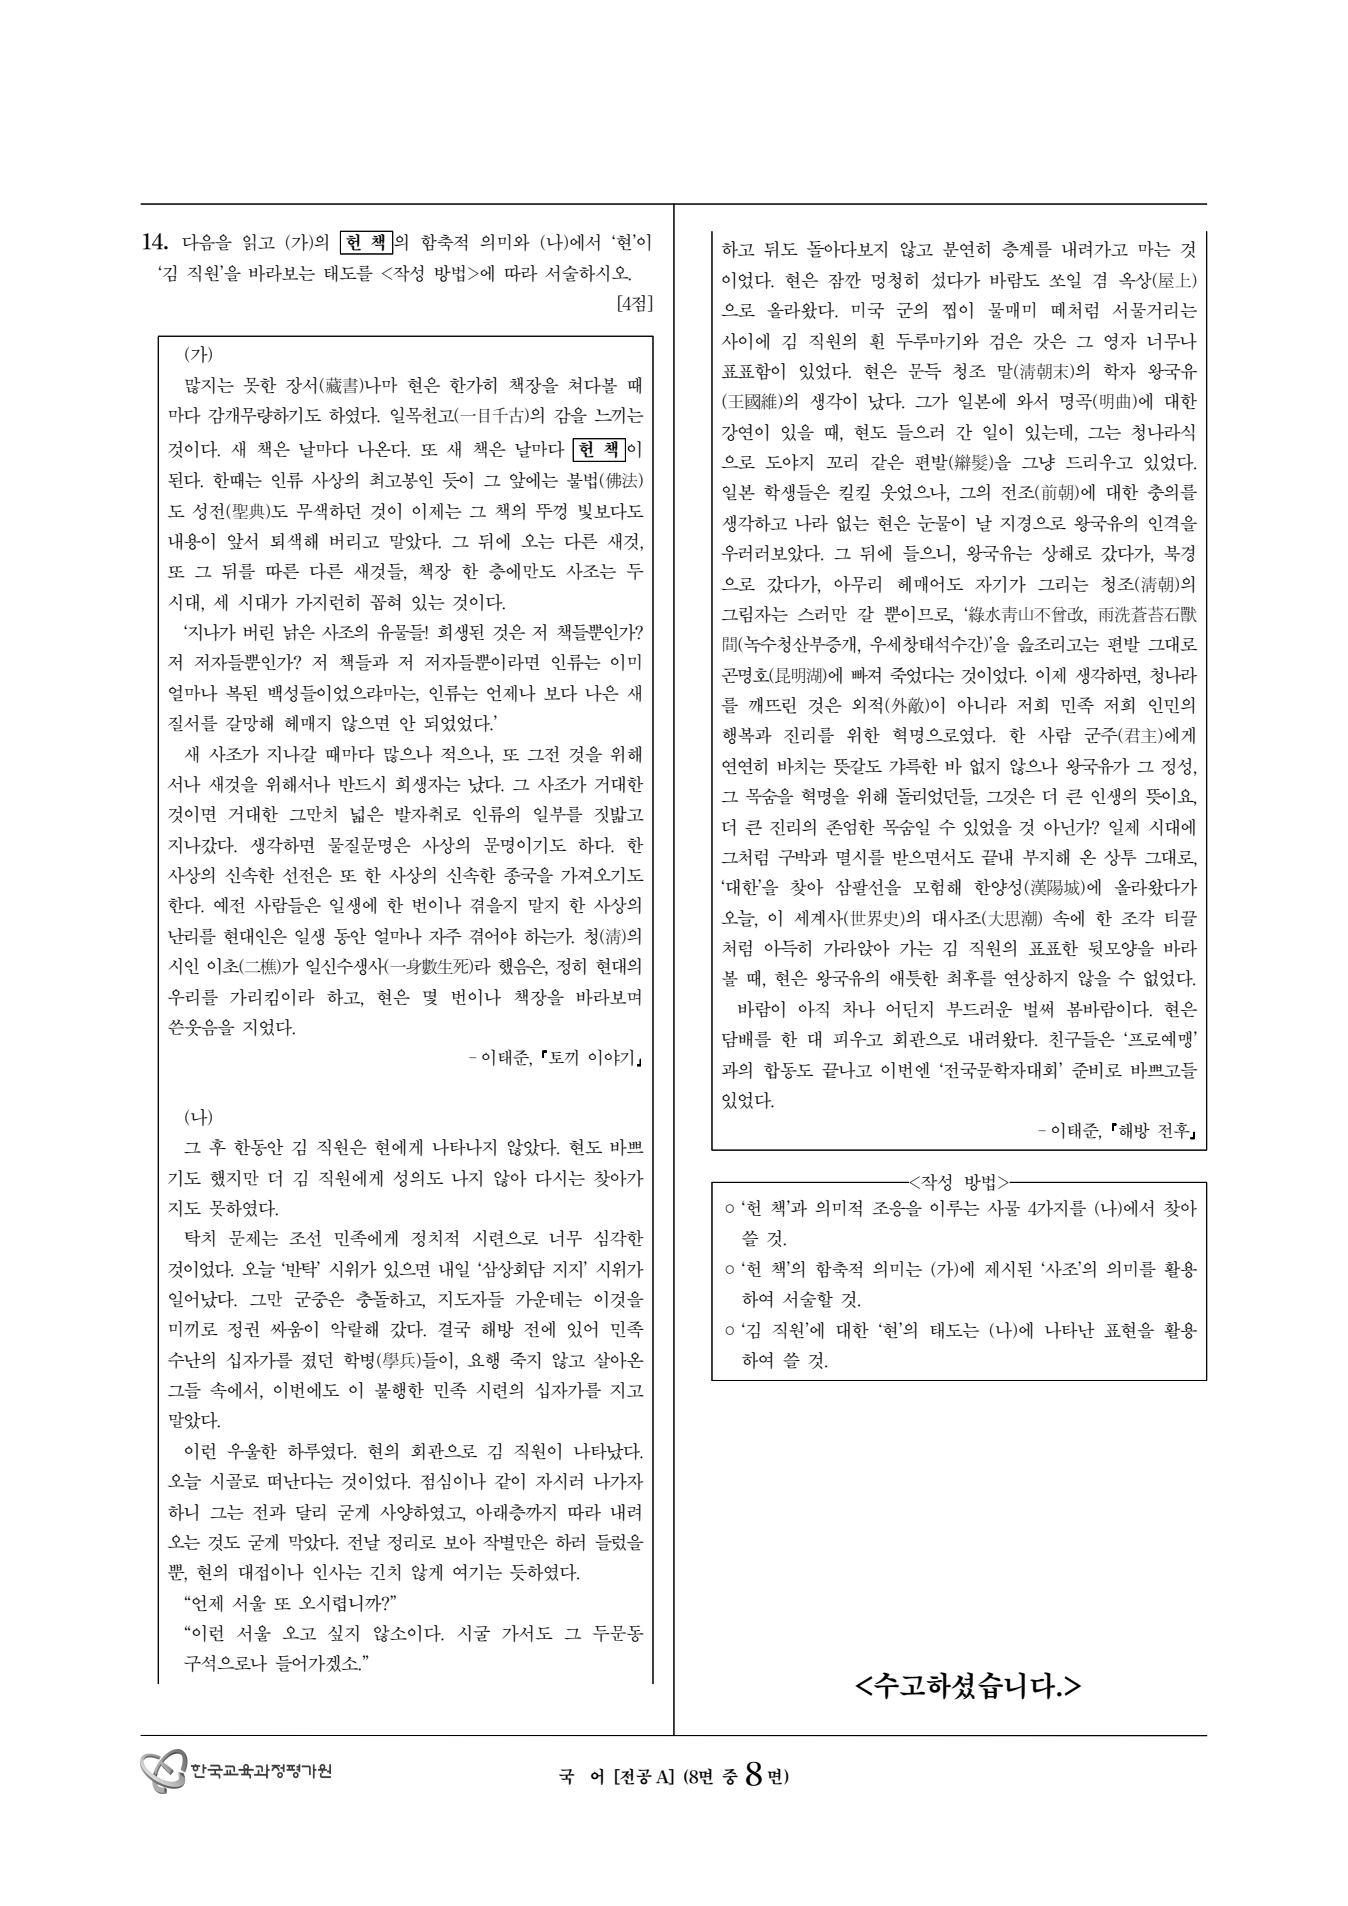 14. 다음을 읽고 (가)의 헌 책의 함축적 의미와 (나)에서 ‘현’이
‘김 직원’을 바라보는 태도를 <작성 방법>에 따라 서술하시오.
[4점]
(가)
많지는 못한 장서(藏書)나마 현은 한가히 책장을 쳐다볼 때
마다 감개무량하기도 하였다. 일목천고(一目千古)의 감을 느끼는
것이다. 새 책은 날마다 나온다. 또 새 책은 날마다 헌 책이
된다. 한때는 인류 사상의 최고봉인 듯이 그 앞에는 불법(佛法)
도 성전(聖典)도 무색하던 것이 이제는 그 책의 뚜껑 빛보다도
내용이 앞서 퇴색해 버리고 말았다. 그 뒤에 오는 다른 새것,
또 그 뒤를 따른 다른 새것들, 책장 한 층에만도 사조는 두
시대, 세 시대가 가지런히 꼽혀 있는 것이다.
‘지나가 버린 낡은 사조의 유물들! 희생된 것은 저 책들뿐인가?
저 저자들뿐인가? 저 책들과 저 저자들뿐이라면 인류는 이미
얼마나 복된 백성들이었으랴마는, 인류는 언제나 보다 나은 새
질서를 갈망해 헤매지 않으면 안 되었었다.’
새 사조가 지나갈 때마다 많으나 적으나, 또 그전 것을 위해
서나 새것을 위해서나 반드시 희생자는 났다. 그 사조가 거대한
것이면 거대한 그만치 넓은 발자취로 인류의 일부를 짓밟고
지나갔다. 생각하면 물질문명은 사상의 문명이기도 하다. 한
사상의 신속한 선전은 또 한 사상의 신속한 종국을 가져오기도
한다. 예전 사람들은 일생에 한 번이나 겪을지 말지 한 사상의
난리를 현대인은 일생 동안 얼마나 자주 겪어야 하는가. 청(淸)의
시인 이초(二樵)가 일신수생사(一身數生死)라 했음은, 정히 현대의
우리를 가리킴이라 하고, 현은 몇 번이나 책장을 바라보며
쓴웃음을 지었다.
- 이태준, 『토끼 이야기』
(나)
그 후 한동안 김 직원은 현에게 나타나지 않았다. 현도 바쁘
기도 했지만 더 김 직원에게 성의도 나지 않아 다시는 찾아가
지도 못하였다.
탁치 문제는 조선 민족에게 정치적 시련으로 너무 심각한
것이었다. 오늘 ‘반탁’ 시위가 있으면 내일 ‘삼상회담 지지’ 시위가
일어났다. 그만 군중은 충돌하고, 지도자들 가운데는 이것을
미끼로 정권 싸움이 악랄해 갔다. 결국 해방 전에 있어 민족
수난의 십자가를 졌던 학병(學兵)들이, 요행 죽지 않고 살아온
그들 속에서, 이번에도 이 불행한 민족 시련의 십자가를 지고
말았다.
이런 우울한 하루였다. 현의 회관으로 김 직원이 나타났다.
오늘 시골로 떠난다는 것이었다. 점심이나 같이 자시러 나가자
하니 그는 전과 달리 굳게 사양하였고, 아래층까지 따라 내려
오는 것도 굳게 막았다. 전날 정리로 보아 작별만은 하러 들렀을
뿐, 현의 대접이나 인사는 긴치 않게 여기는 듯하였다.
“언제 서울 또 오시렵니까?”
“이런 서울 오고 싶지 않소이다. 시굴 가서도 그 두문동
구석으로나 들어가겠소.”
하고 뒤도 돌아다보지 않고 분연히 층계를 내려가고 마는 것
이었다. 현은 잠깐 멍청히 섰다가 바람도 쏘일 겸 옥상(屋上)
으로 올라왔다. 미국 군의 찝이 물매미 떼처럼 서물거리는
사이에 김 직원의 흰 두루마기와 검은 갓은 그 영자 너무나
표표함이 있었다. 현은 문득 청조 말(淸朝末)의 학자 왕국유
(王國維)의 생각이 났다. 그가 일본에 와서 명곡(明曲)에 대한
강연이 있을 때, 현도 들으러 간 일이 있는데, 그는 청나라식
으로 도야지 꼬리 같은 편발(辮髮)을 그냥 드리우고 있었다.
일본 학생들은 킬킬 웃었으나, 그의 전조(前朝)에 대한 충의를
생각하고 나라 없는 현은 눈물이 날 지경으로 왕국유의 인격을
우러러보았다. 그 뒤에 들으니, 왕국유는 상해로 갔다가, 북경
으로 갔다가, 아무리 헤매어도 자기가 그리는 청조(淸朝)의
그림자는 스러만 갈 뿐이므로, ‘綠水靑山不曾改, 雨洗蒼苔石獸
間(녹수청산부증개, 우세창태석수간)’을 읊조리고는 편발 그대로
곤명호(昆明湖)에 빠져 죽었다는 것이었다. 이제 생각하면, 청나라
를 깨뜨린 것은 외적(外敵)이 아니라 저희 민족 저희 인민의
행복과 진리를 위한 혁명으로였다. 한 사람 군주(君主)에게
연연히 바치는 뜻갈도 갸륵한 바 없지 않으나 왕국유가 그 정성,
그 목숨을 혁명을 위해 돌리었던들, 그것은 더 큰 인생의 뜻이요,
더 큰 진리의 존엄한 목숨일 수 있었을 것 아닌가? 일제 시대에
그처럼 구박과 멸시를 받으면서도 끝내 부지해 온 상투 그대로,
‘대한’을 찾아 삼팔선을 모험해 한양성(漢陽城)에 올라왔다가
오늘, 이 세계사(世界史)의 대사조(大思潮) 속에 한 조각 티끌
처럼 아득히 가라앉아 가는 김 직원의 표표한 뒷모양을 바라
볼 때, 현은 왕국유의 애틋한 최후를 연상하지 않을 수 없었다.
바람이 아직 차나 어딘지 부드러운 벌써 봄바람이다. 현은
담배를 한 대 피우고 회관으로 내려왔다. 친구들은 ‘프로예맹’
과의 합동도 끝나고 이번엔 ‘전국문학자대회’ 준비로 바쁘고들
있었다.
- 이태준, 『해방 전후』
<작성 방법>
○ ‘헌 책’과 의미적 조응을 이루는 사물 4가지를 (나)에서 찾아
쓸 것.
○ ‘헌 책’의 함축적 의미는 (가)에 제시된 ‘사조’의 의미를 활용
하여 서술할 것.
○ ‘김 직원’에 대한 ‘현’의 태도는 (나)에 나타난 표현을 활용
하여 쓸 것.
<수고하셨습니다.>
한국교육과정평가원
국 어 [전공 A] (8면 중 8면)